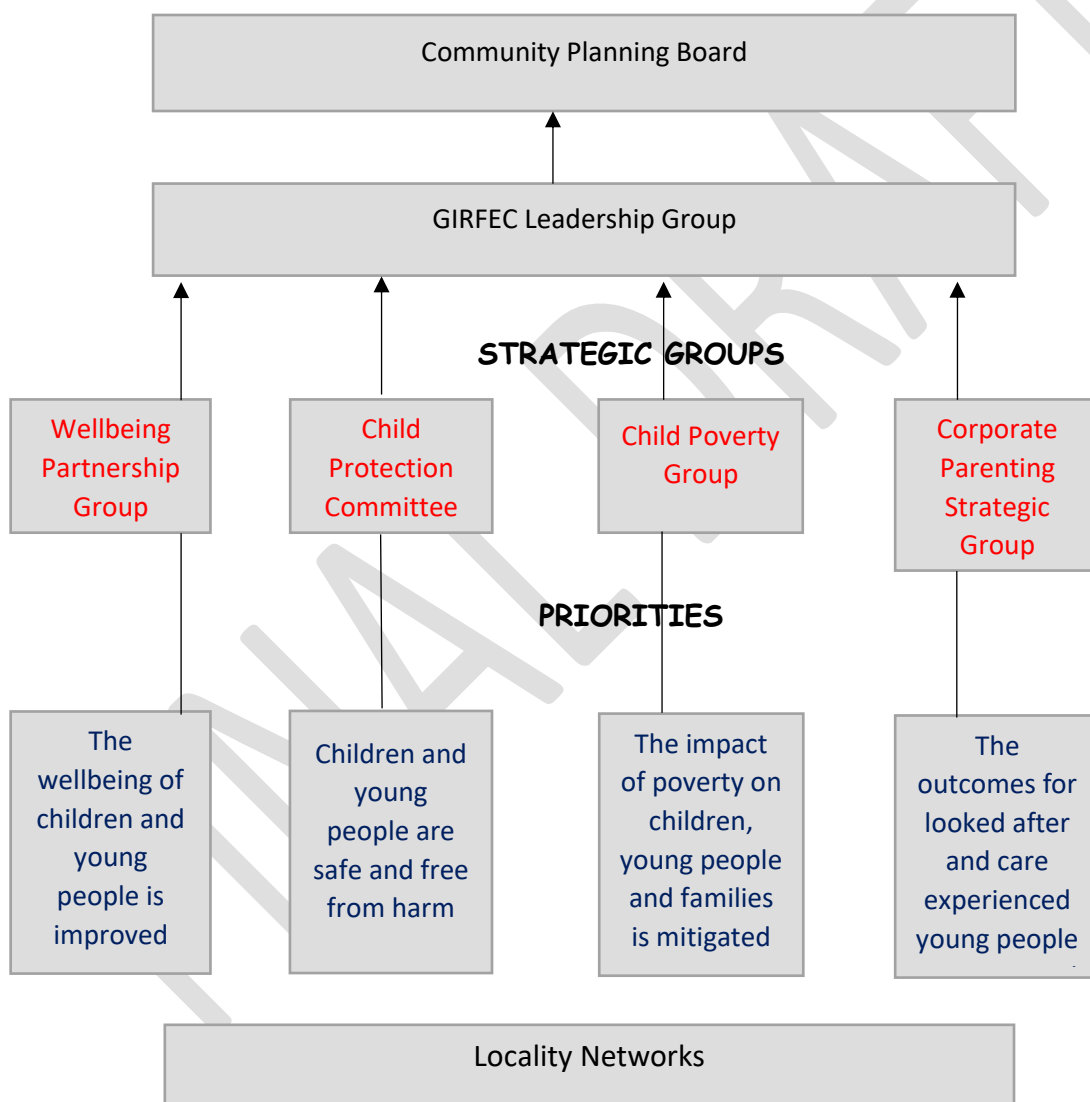 Community Planning Board
GIRFEC Leadership Group
STRATEGIC GROUPS
Wellbeing
Partnership
Group
Child
Protection
Committee
Child Poverty
Group
Corporate
Parenting
Strategic
Group
PRIORITIES
The
wellbeing of
children and
young
people is
improved
Children and
young
people are
safe and free
from harm
The impact
of poverty on
children,
young people
and families
is mitigated
The
outcomes for
looked after
and care
experienced
young people
Locality Networks